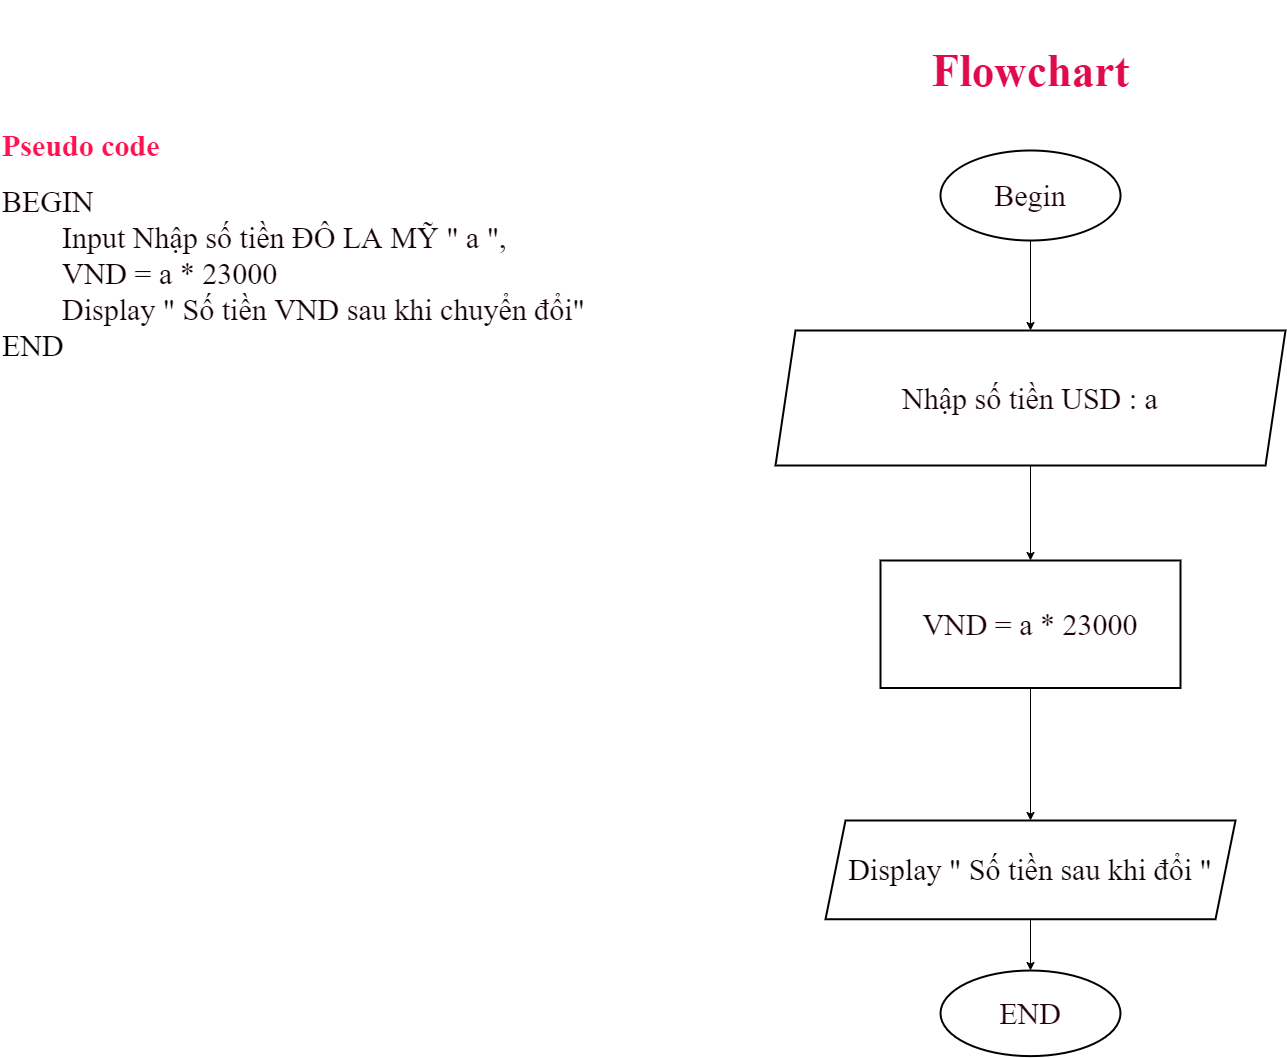 Pseudo code
BEGIN
Input Nhập số tiền ĐÔ LA MỸ " a ",
VND = a * 23000
Display " Số tiền VND sau khi chuyển đổi"
END
Flowchart
Begin
Nhập số tiền USD : a
VND = a * 23000
Display " Số tiền sau khi đổi "
END